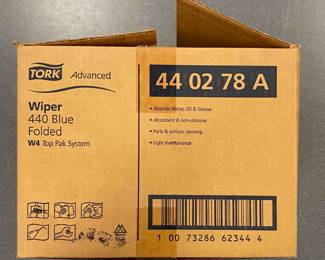 TORK Advanced
Wiper
440 Blue
Folded
W4 Top Pak System
44 02 78 A
• Absorbs Water, Oil & Grease
• Absorbent & non-abrasive
• Parts & surface cleaning
• Light maintenance
1 00 73286 62344 4